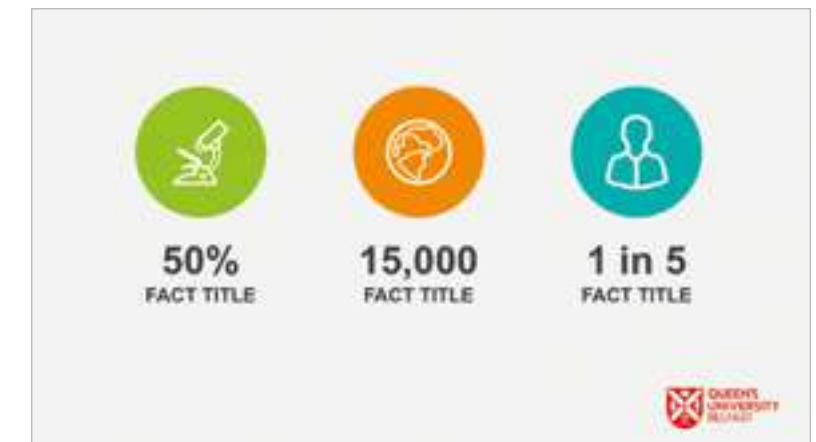 50%
FACT TITLE
15,000
FACT TITLE
1 in 5
FACT TITLE
QUEEN'S
UNIVERSITY
BELFAST